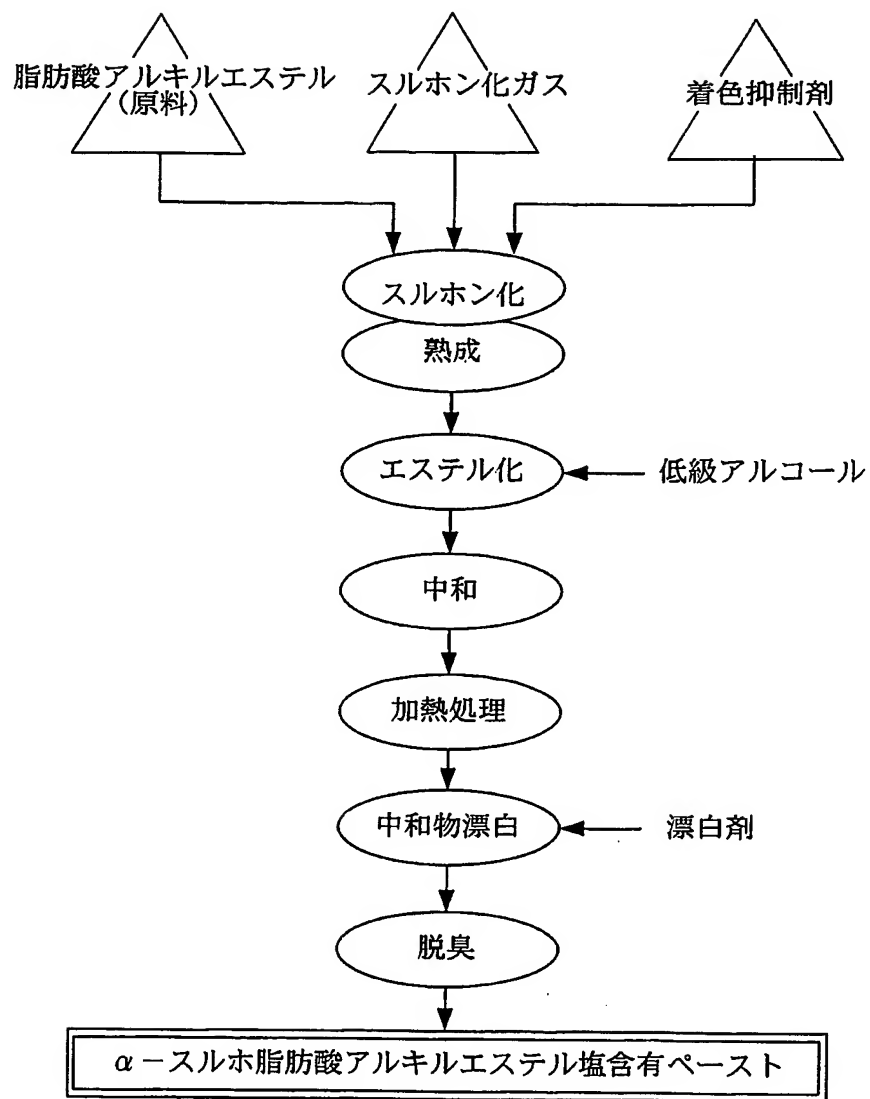 脂肪酸アルキルエステル
(原料)
スルホン化ガス
着色抑制剤
スルホン化
熟成
エステル化
低級アルコール
中和
加熱処理
中和物漂白
漂白剤
脱臭
α-スルホ脂肪酸アルキルエステル塩含有ペースト